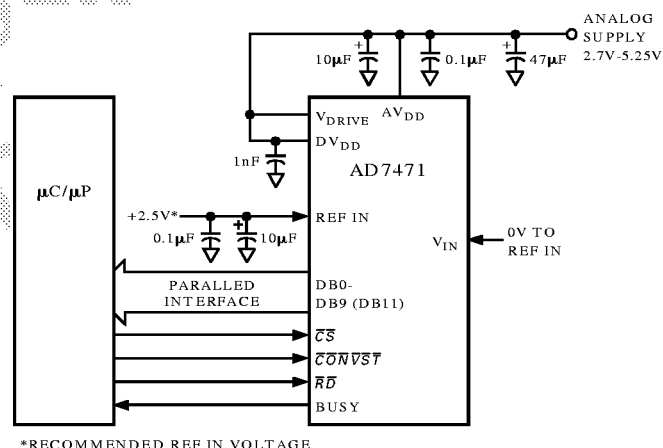 ANALOG
SUPPLY
2.7V-5.25V
10µF
0.1µF
47µF
VDRIVE
AVDD
DVDD
1nF
AD7471
µC/µP
+2.5V*
REF IN
0.1µF
10µF
VIN
0V TO
REF IN
PARALLED
INTERFACE
DB0-
DB9 (DB11)
CS
CONVST
RD
BUSY
*RECOMMENDED REF IN VOLTAGE